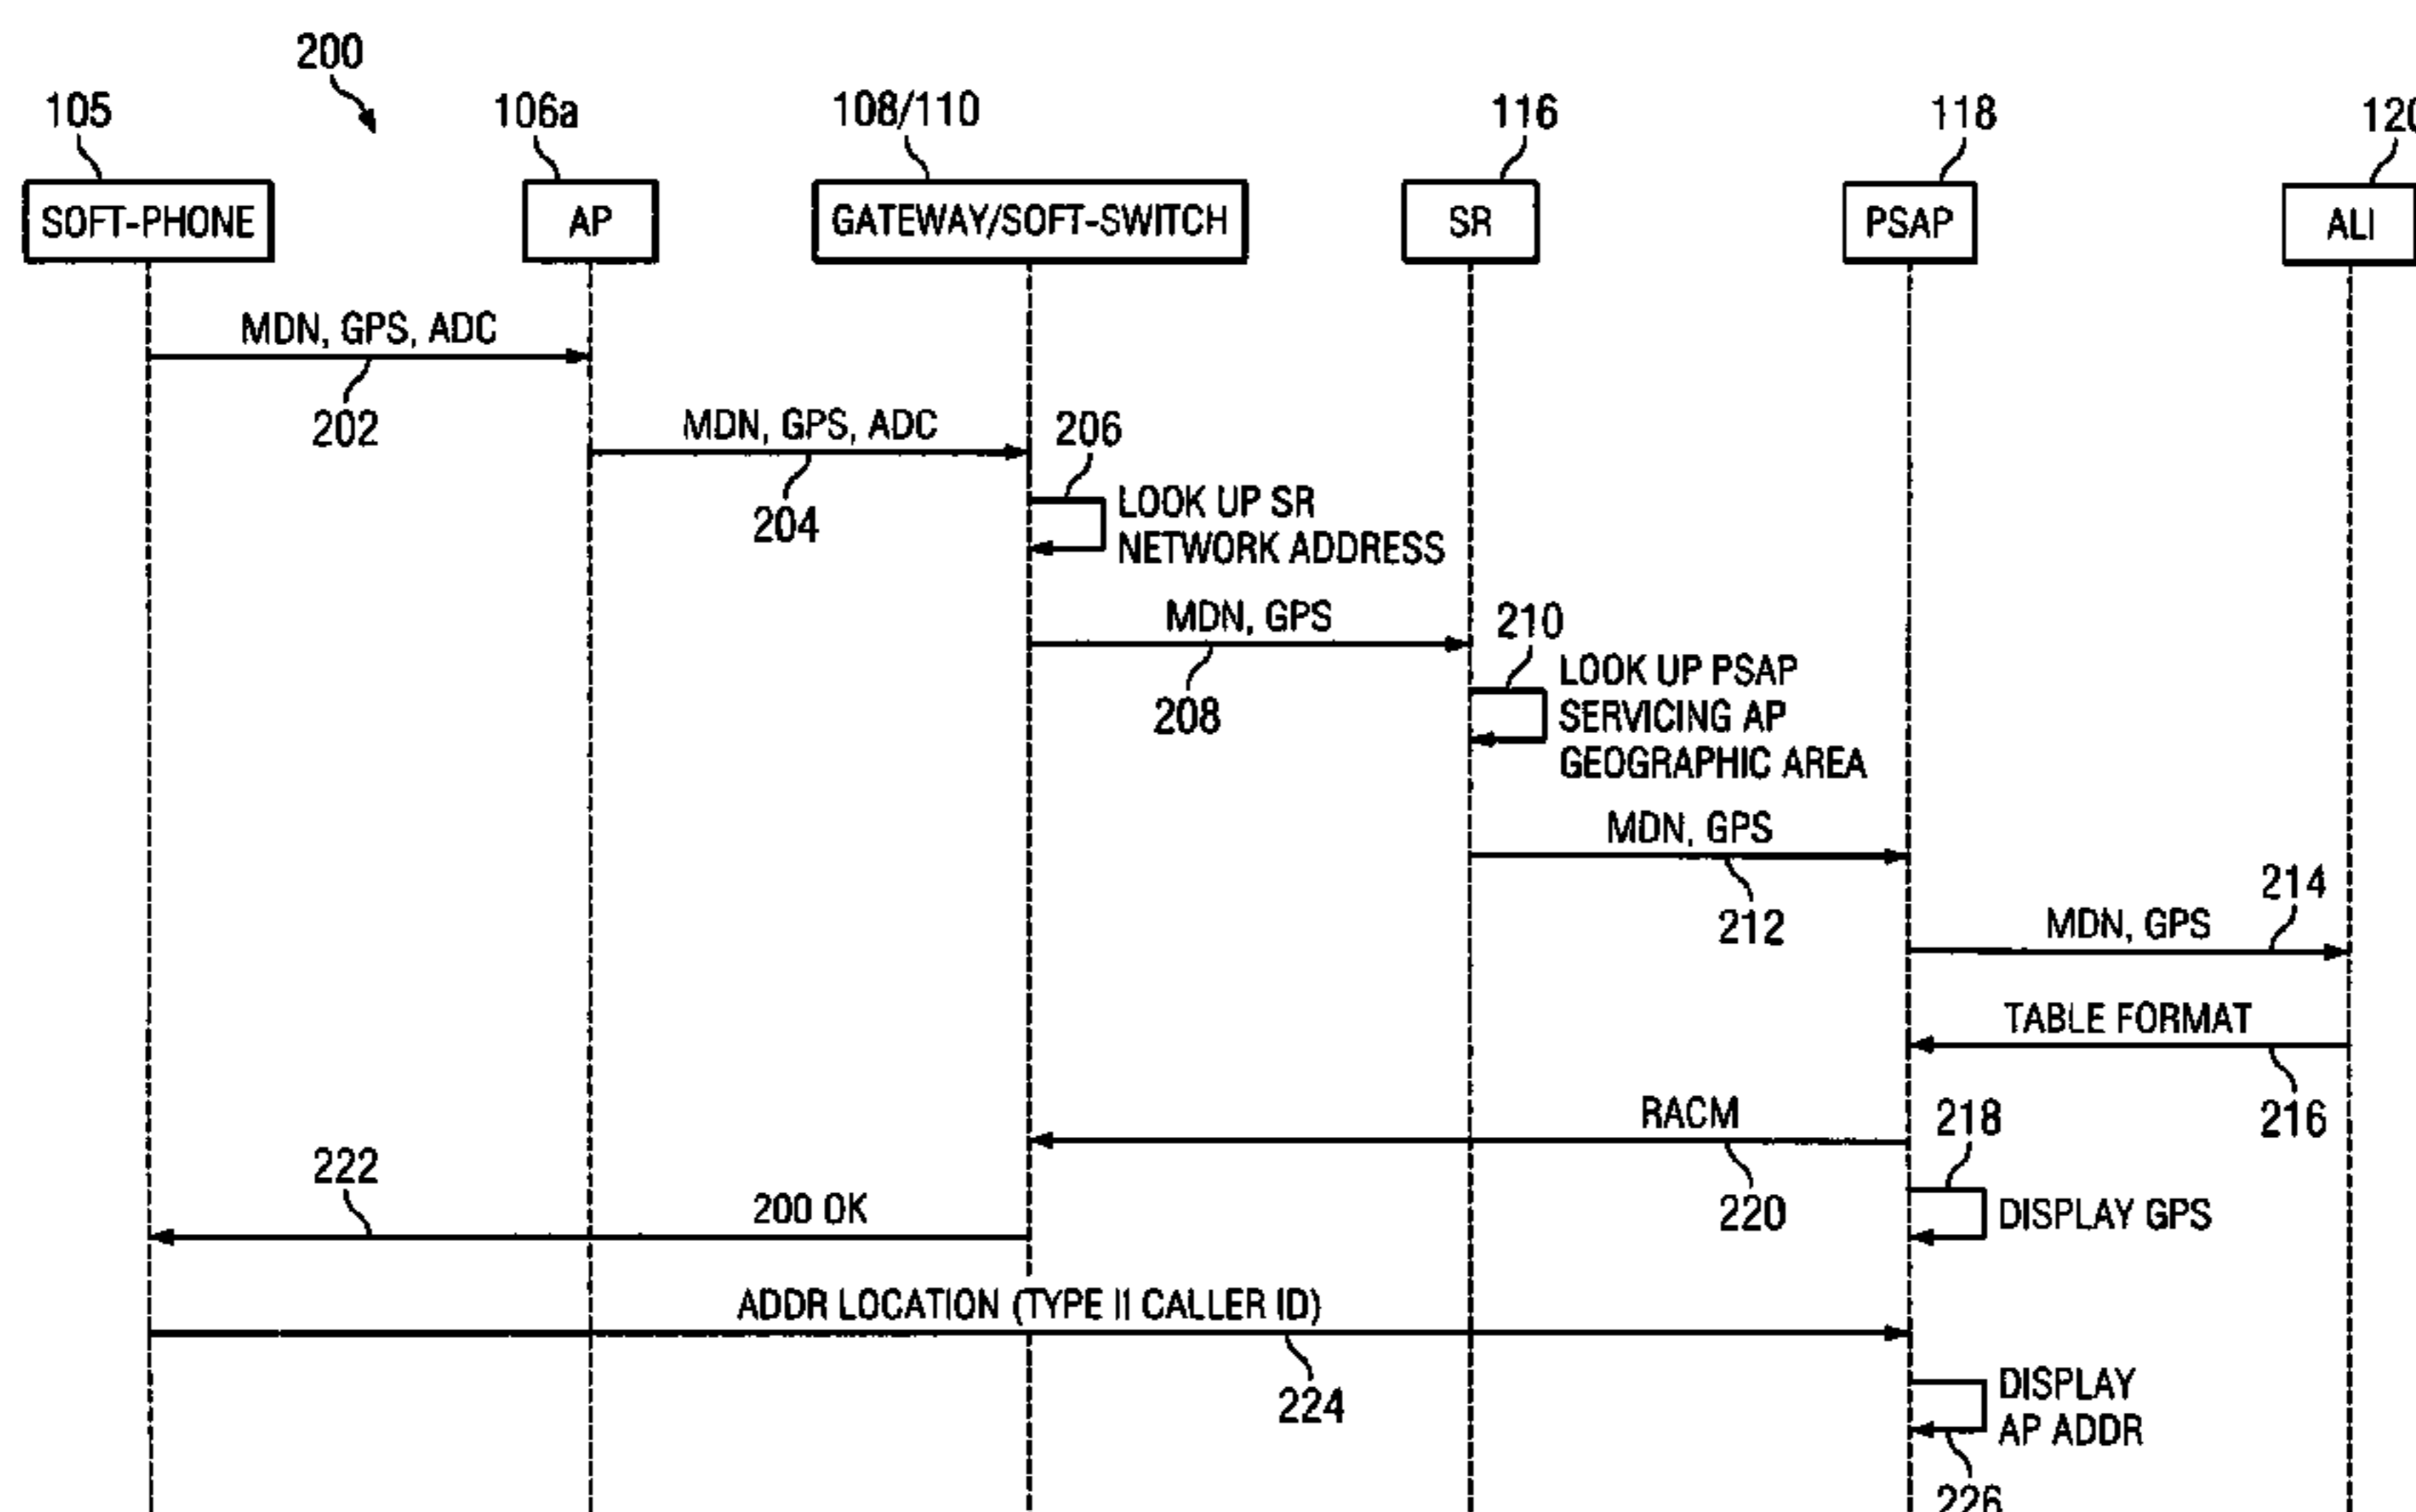 200
105
106a
108/110
116
118
120
SOFT-PHONE
AP
GATEWAY/SOFT-SWITCH
SR
PSAP
ALI
MDN, GPS, ADC
202
MDN, GPS, ADC
204
206
LOOK UP SR
NETWORK ADDRESS
MDN, GPS
208
210
LOOK UP PSAP
SERVICING AP
GEOGRAPHIC AREA
MDN, GPS
212
214
MDN, GPS
TABLE FORMAT
216
RACM
220
218
DISPLAY GPS
222
200 OK
ADDR LOCATION (TYPE II CALLER ID)
224
DISPLAY
AP ADDR
226